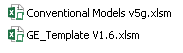 Conventional Models v5g.xlsm
GE_Template V1.6.xlsm